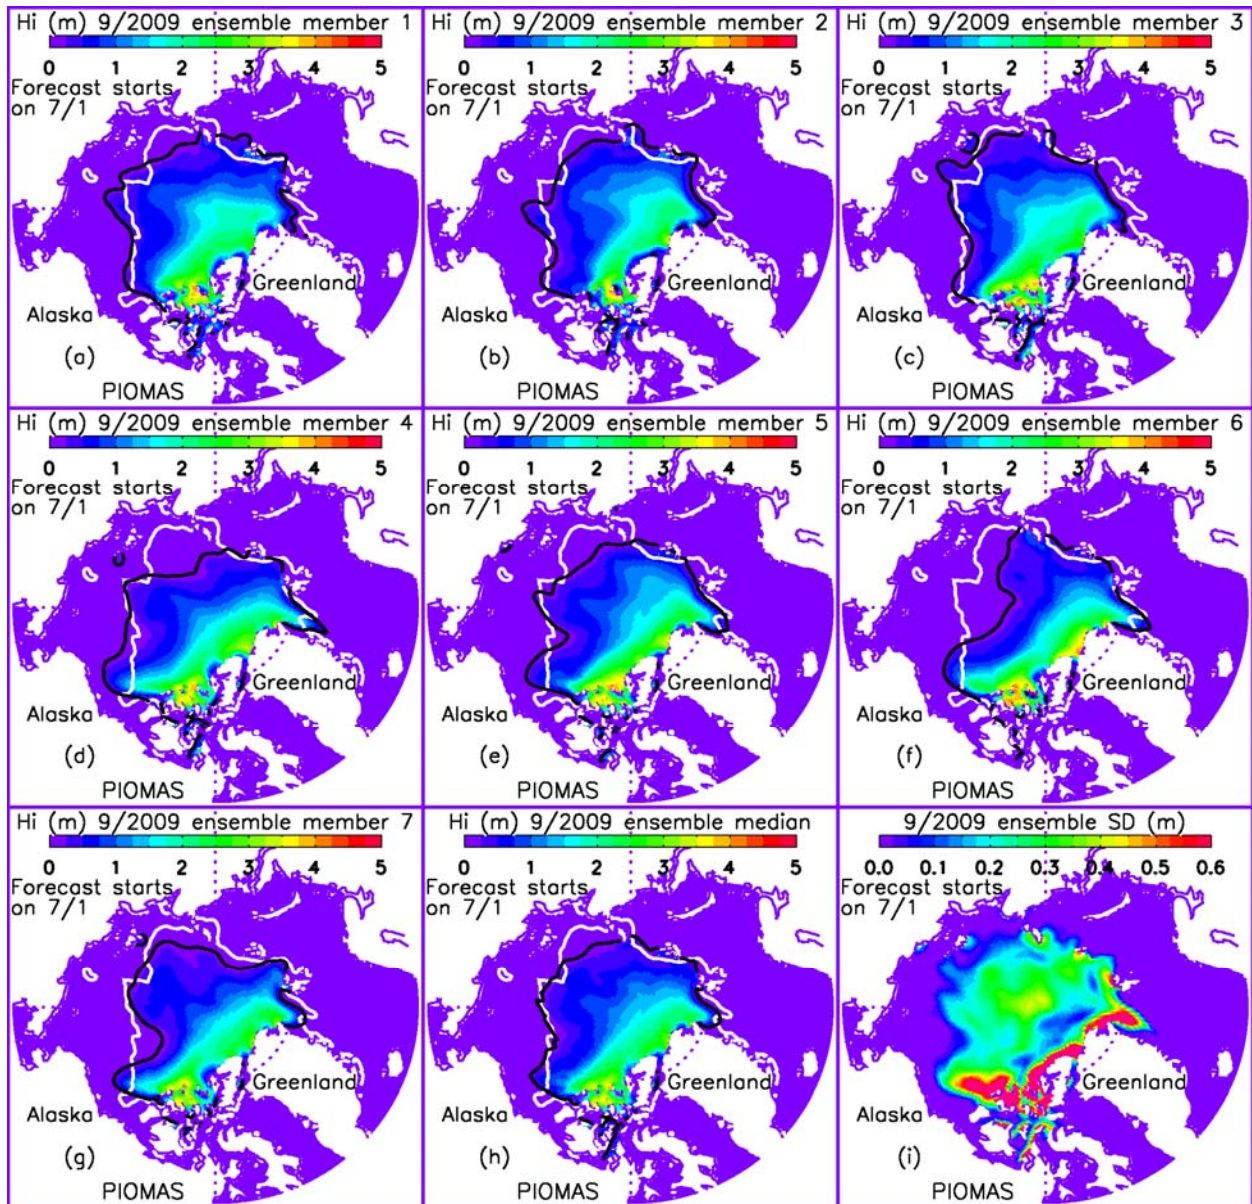 Hi (m) 9/2009 ensemble member 1
0 1 2 3 4 5
Forecast starts
on 7/1
Greenland
Alaska
(a)
PIOMAS
Hi (m) 9/2009 ensemble member 2
0 1 2 3 4 5
Forecast starts
on 7/1
Greenland
Alaska
(b)
PIOMAS
Hi (m) 9/2009 ensemble member 3
0 1 2 3 4 5
Forecast starts
on 7/1
Greenland
Alaska
(c)
PIOMAS
Hi (m) 9/2009 ensemble member 4
0 1 2 3 4 5
Forecast starts
on 7/1
Greenland
Alaska
(d)
PIOMAS
Hi (m) 9/2009 ensemble member 5
0 1 2 3 4 5
Forecast starts
on 7/1
Greenland
Alaska
(e)
PIOMAS
Hi (m) 9/2009 ensemble member 6
0 1 2 3 4 5
Forecast starts
on 7/1
Greenland
Alaska
(f)
PIOMAS
Hi (m) 9/2009 ensemble member 7
0 1 2 3 4 5
Forecast starts
on 7/1
Greenland
Alaska
(g)
PIOMAS
Hi (m) 9/2009 ensemble median
0 1 2 3 4 5
Forecast starts
on 7/1
Greenland
Alaska
(h)
PIOMAS
9/2009 ensemble SD (m)
0.0 0.1 0.2 0.3 0.4 0.5 0.6
Forecast starts
on 7/1
Greenland
Alaska
(i)
PIOMAS